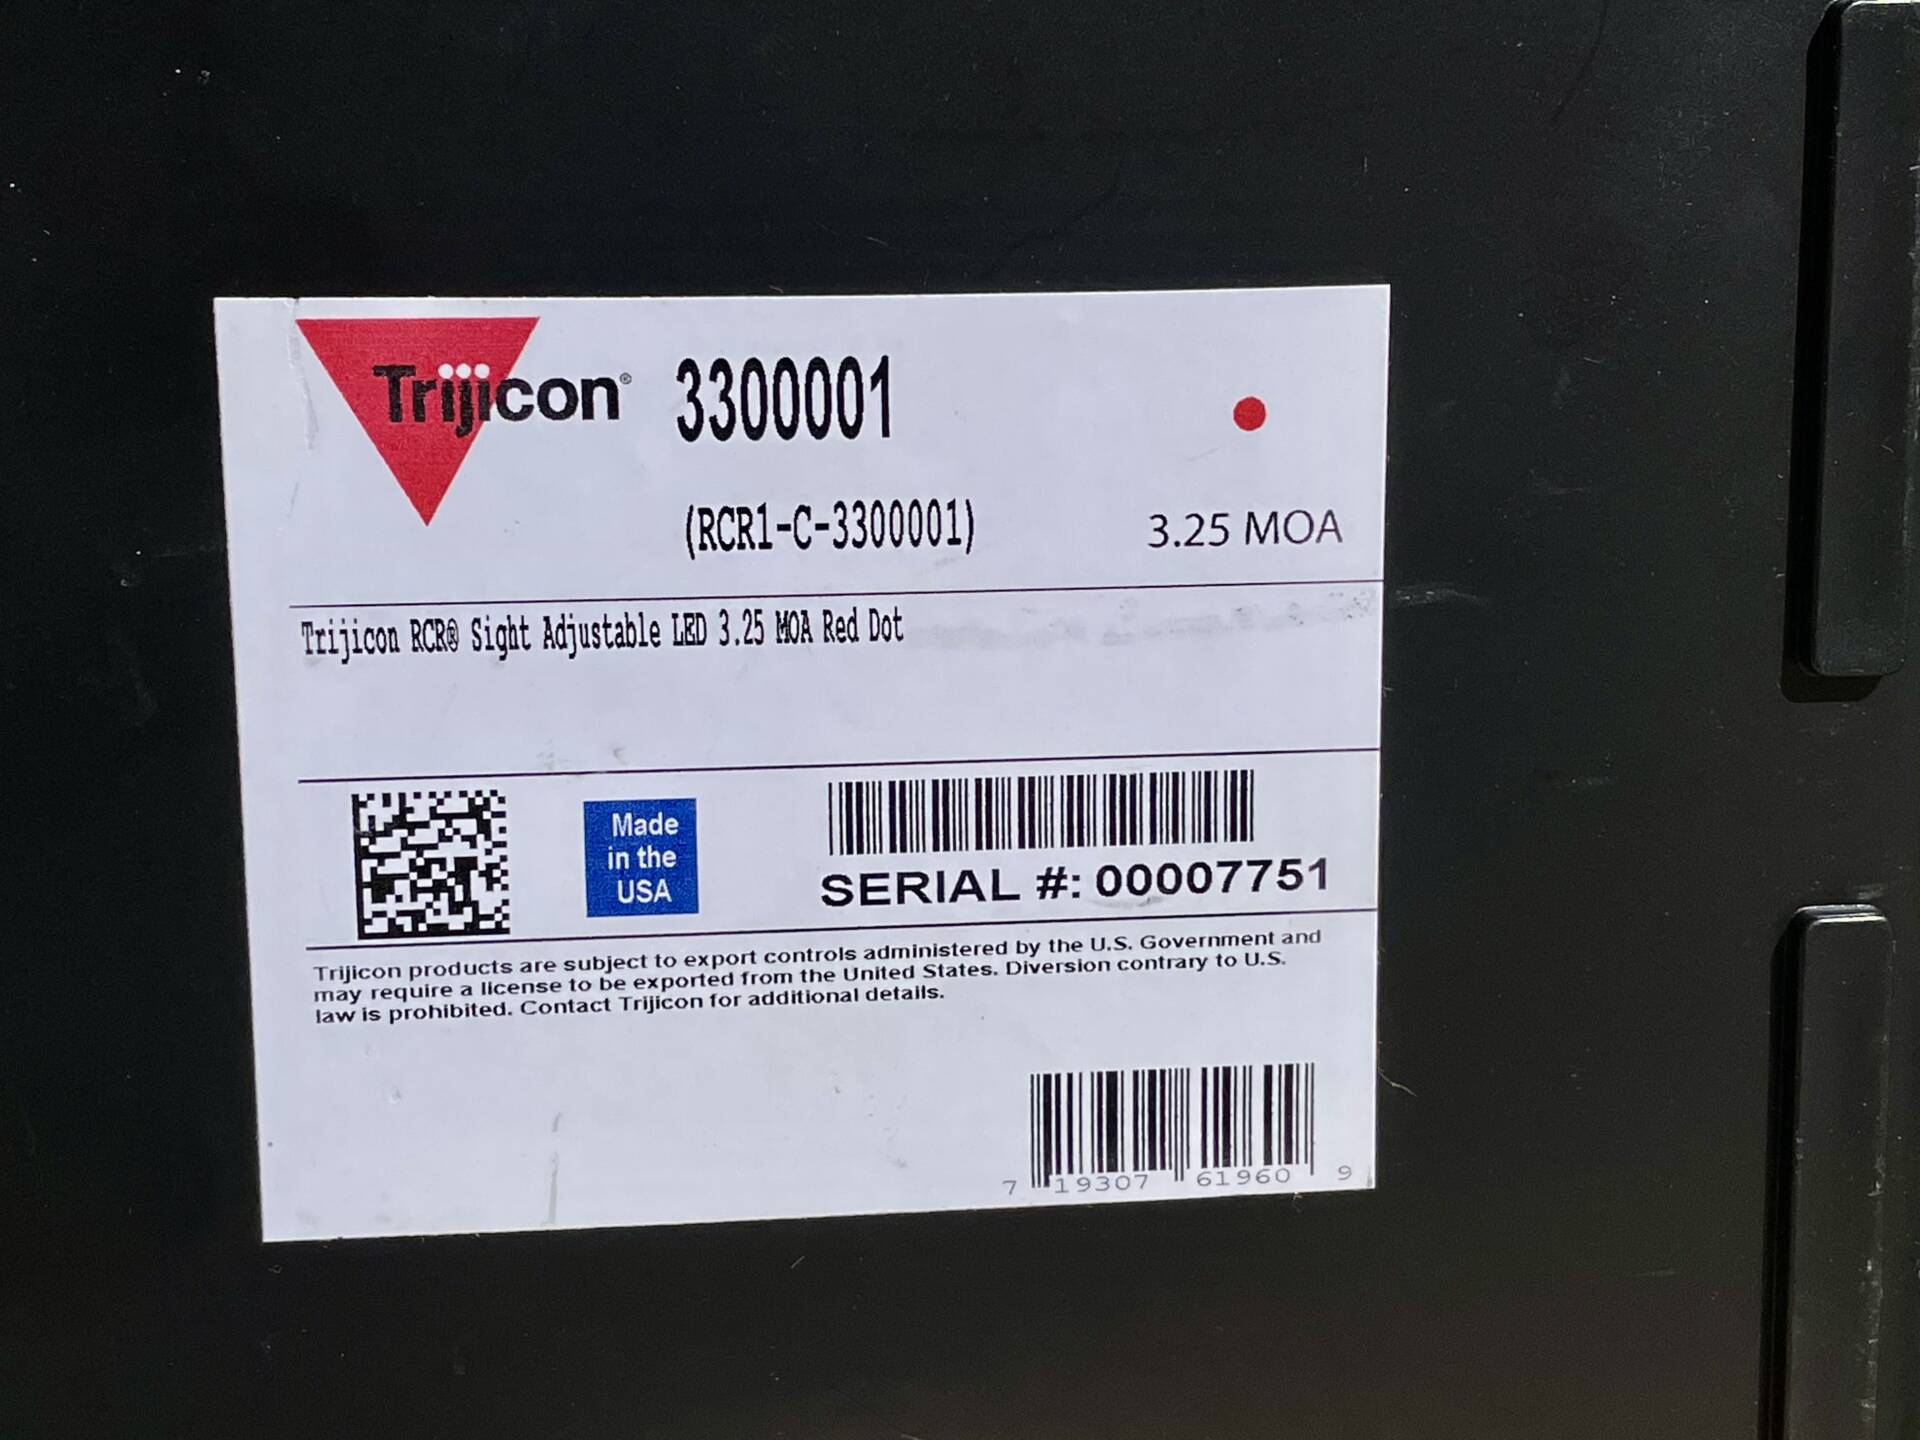 Trijicon® 3300001
(RCR1-C-3300001) 3.25 MOA
Trijicon RCR® Sight Adjustable LED 3.25 MOA Red Dot
Made
in the
USA
SERIAL #: 00007751
Trijicon products are subject to export controls administered by the U.S. Government and
may require a license to be exported from the United States. Diversion contrary to U.S.
law is prohibited. Contact Trijicon for additional details.
7 19307 61960 9